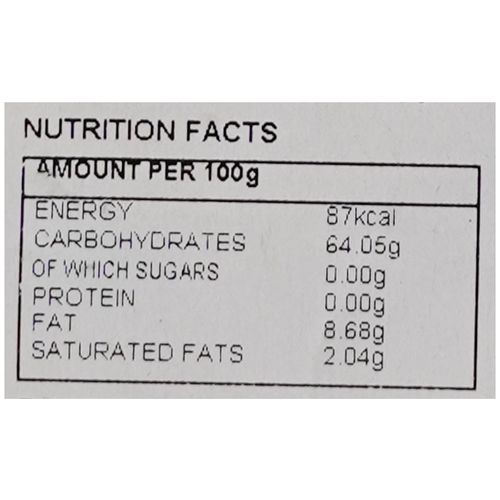 NUTRITION FACTS
AMOUNT PER 100g
ENERGY 87kcal
CARBOHYDRATES 64.05g
OF WHICH SUGARS 0.00g
PROTEIN 0.00g
FAT 8.68g
SATURATED FATS 2.04g